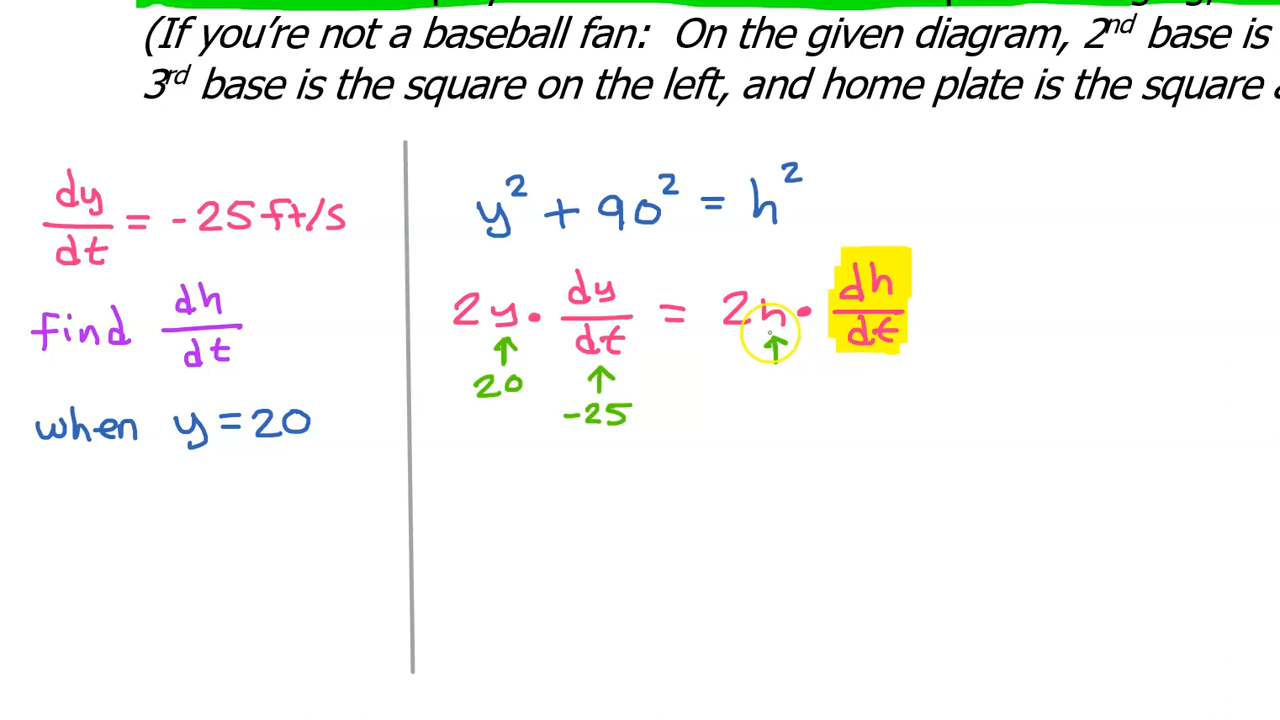 (If you're not a baseball fan: On the given diagram, 2nd base is
3rd base is the square on the left, and home plate is the square
dy/dt = -25 ft/s
find dh/dt
when y = 20
y² + 90² = h²
2y · dy/dt = 2h · dh/dt
↑ ↑ ↑
20 -25